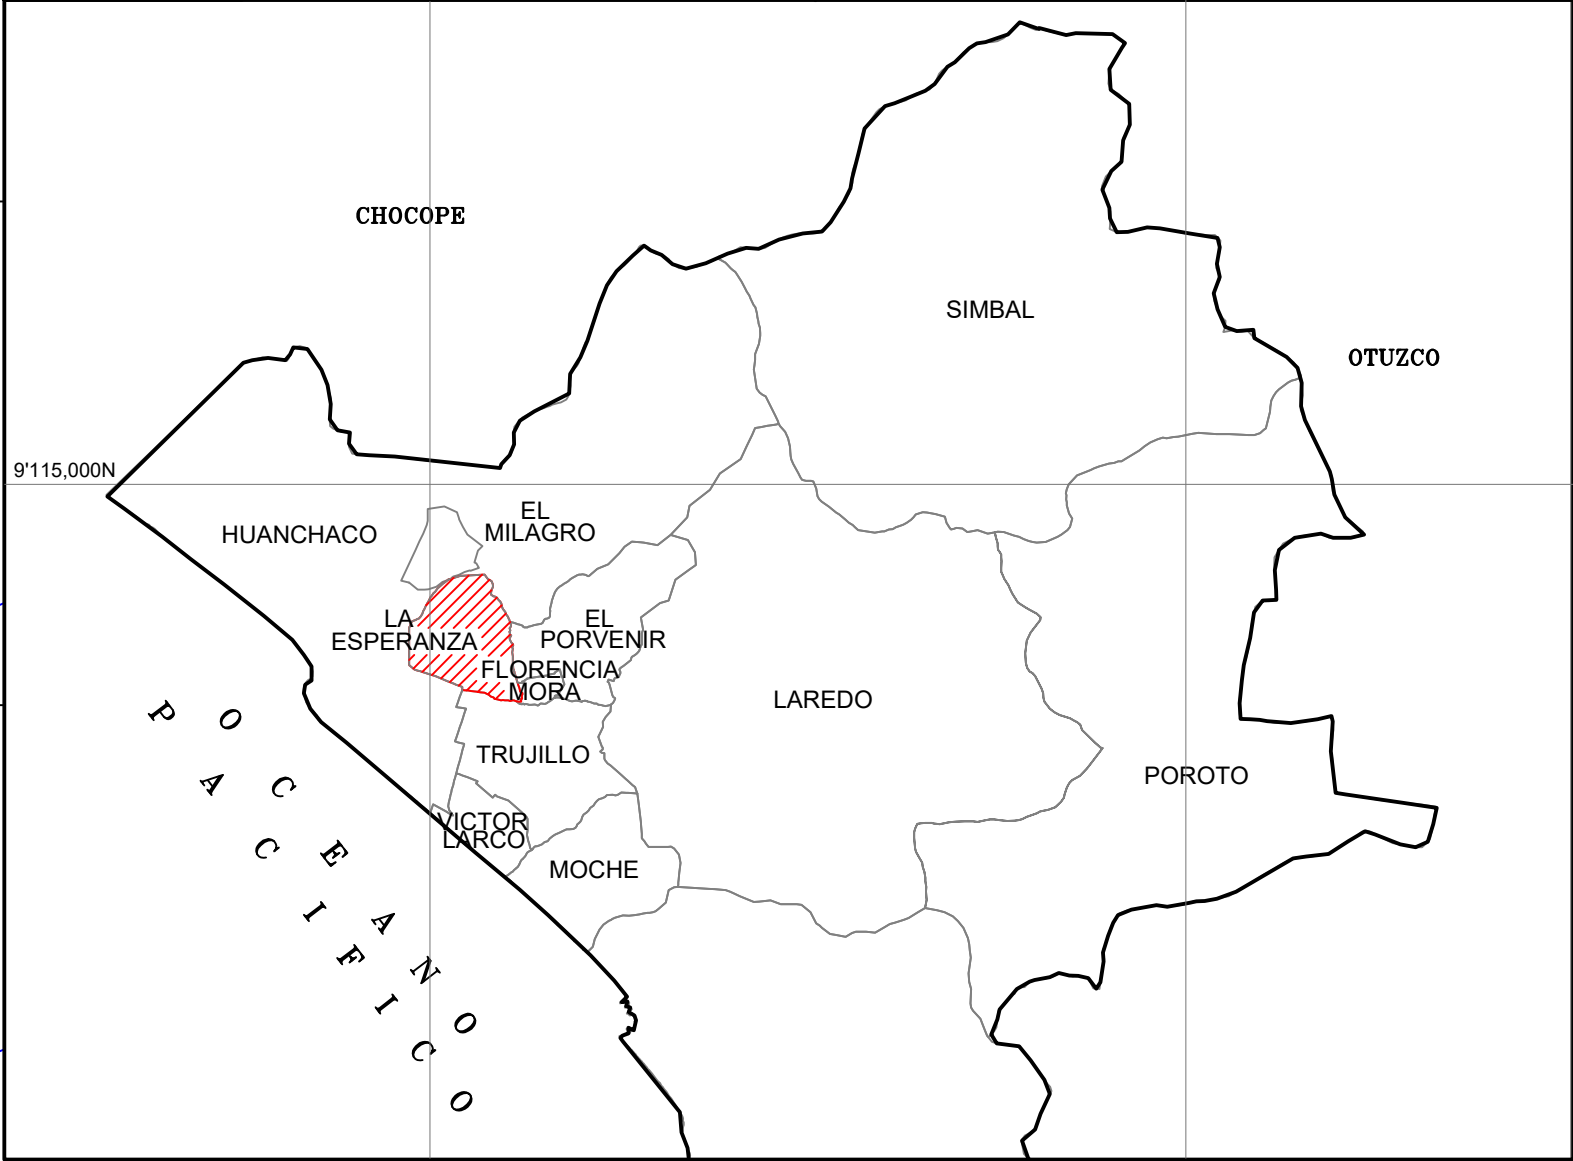 CHOCOPE
SIMBAL
OTUZCO
9'115,000N
HUANCHACO
EL
MILAGRO
LA
ESPERANZA
EL
PORVENIR
FLORENCIA
MORA
LAREDO
TRUJILLO
POROTO
VICTOR
LARCO
MOCHE
OCEANO
PACIFICO